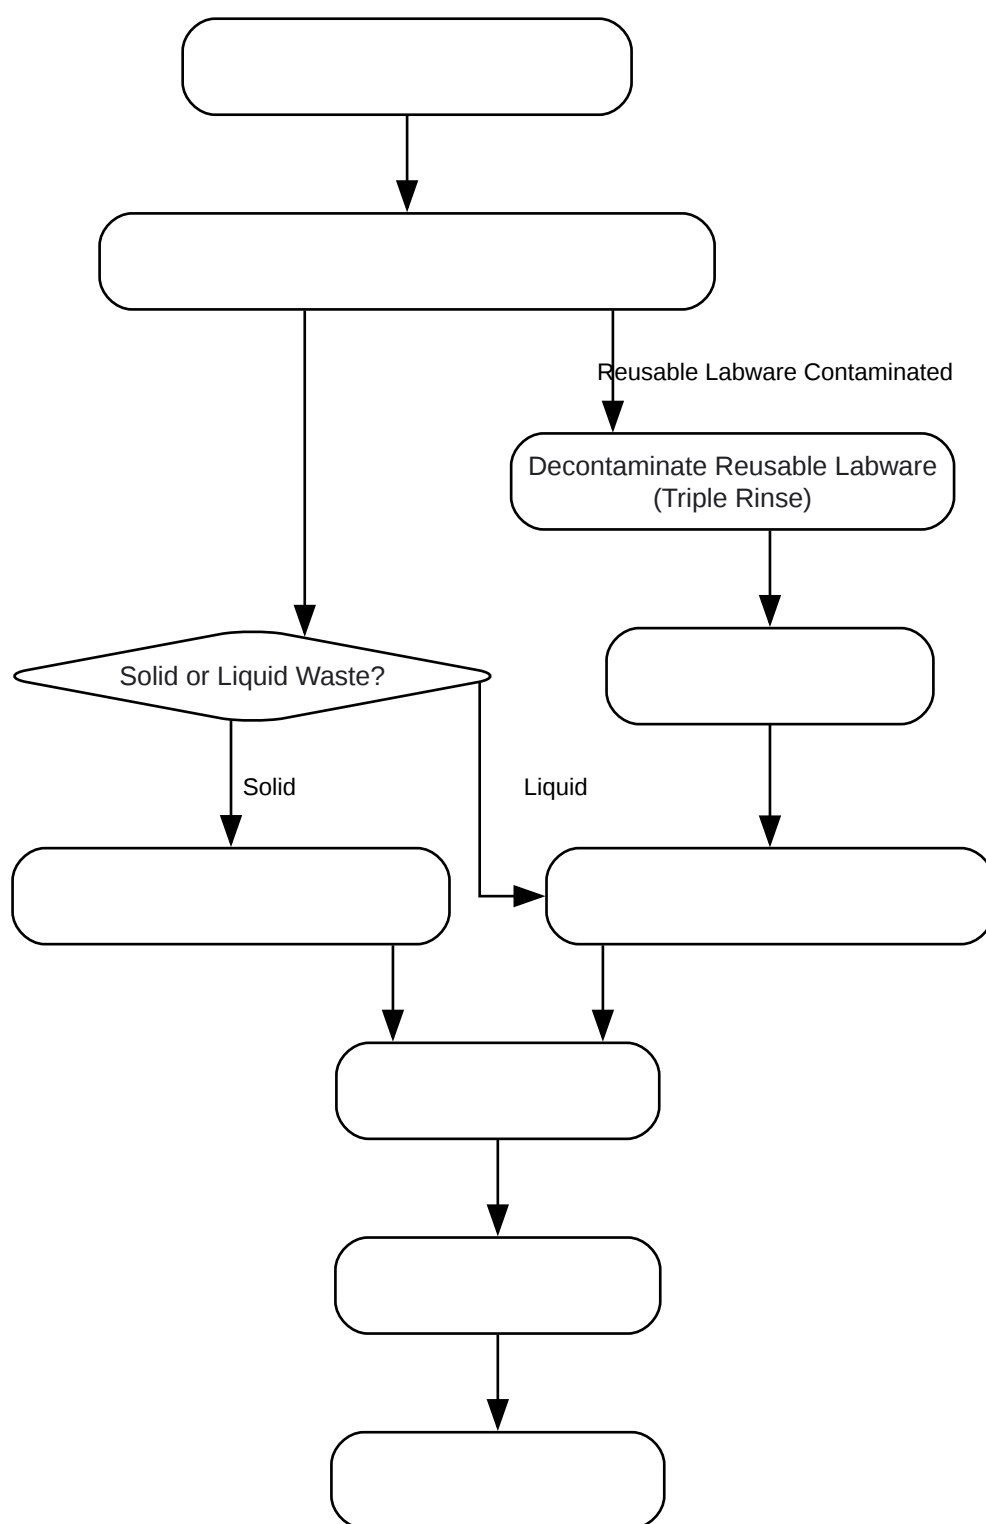 Reusable Labware Contaminated
Decontaminate Reusable Labware
(Triple Rinse)
Solid or Liquid Waste?
Solid
Liquid